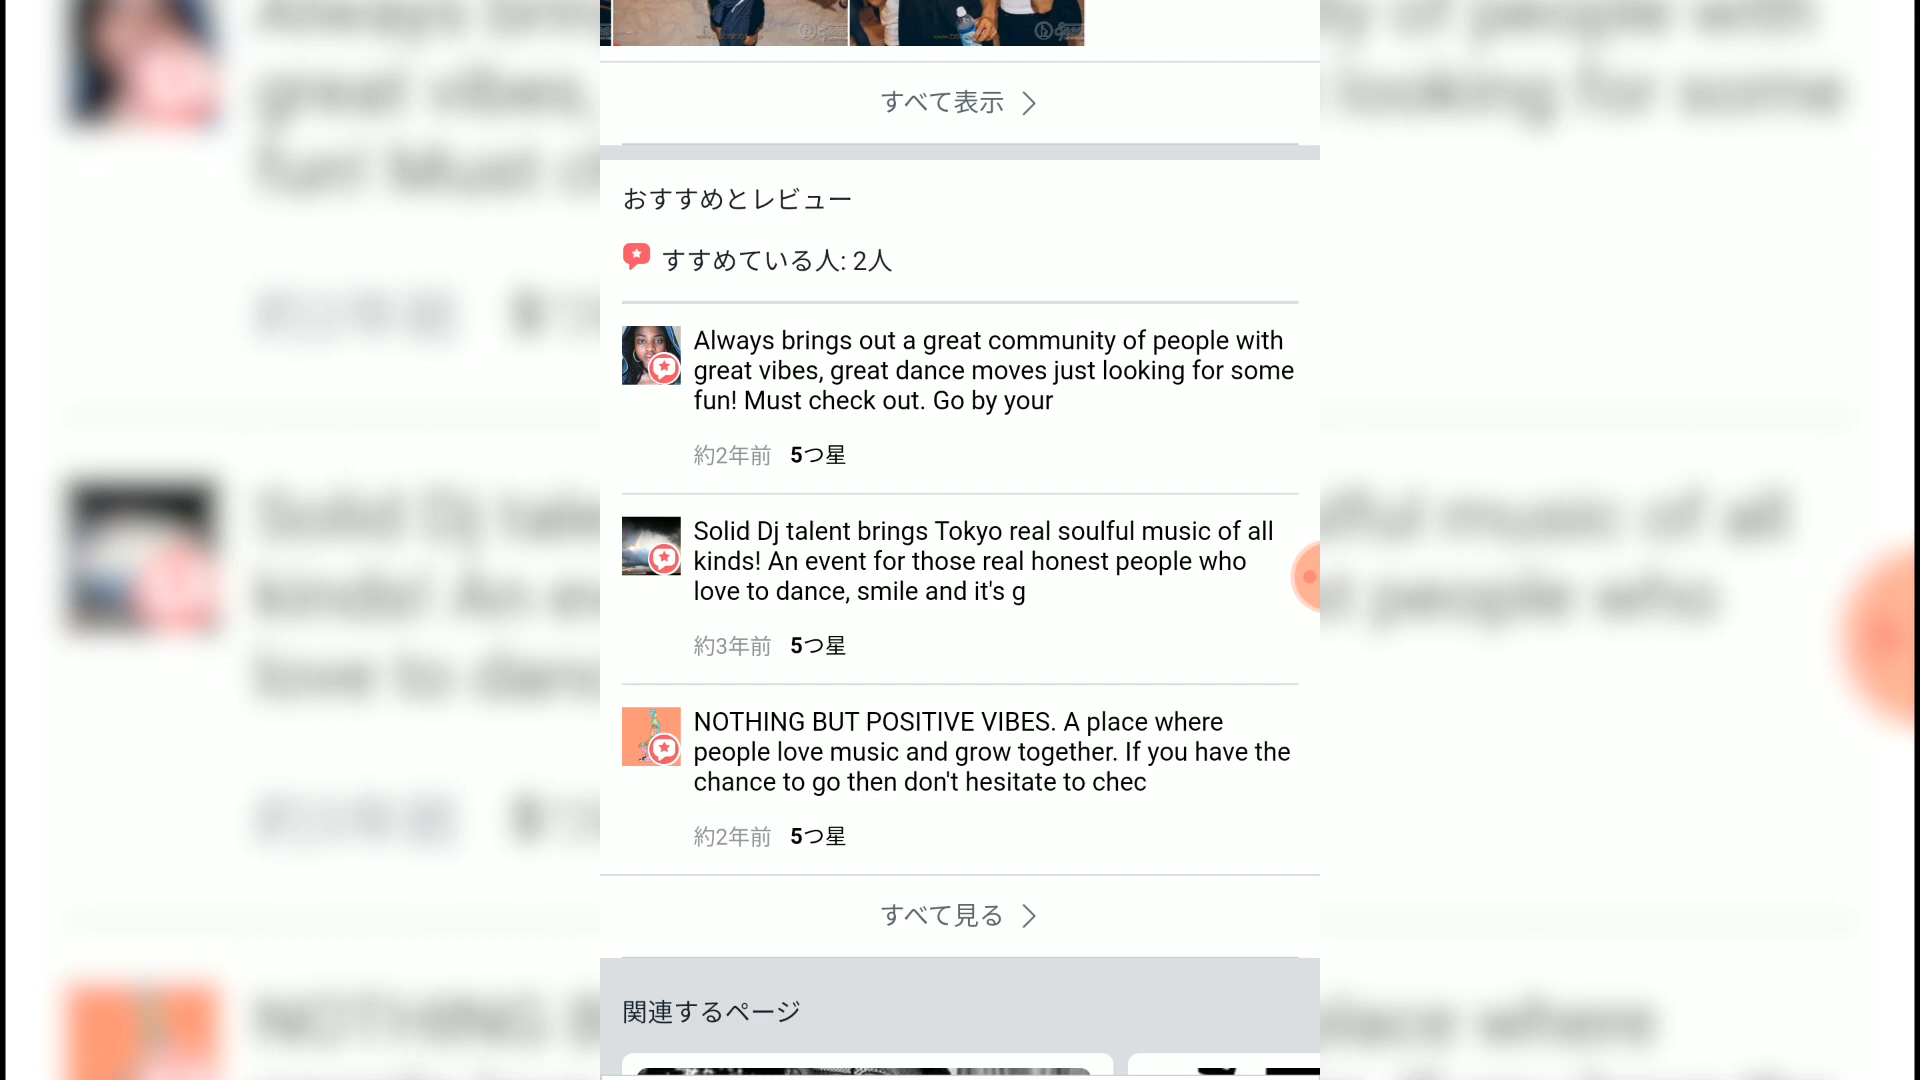 すべて表示
おすすめとレビュー
すすめている人: 2人
Always brings out a great community of people with
great vibes, great dance moves just looking for some
fun! Must check out. Go by your
約2年前 5つ星
Solid Dj talent brings Tokyo real soulful music of all
kinds! An event for those real honest people who
love to dance, smile and it's g
約3年前 5つ星
NOTHING BUT POSITIVE VIBES. A place where
people love music and grow together. If you have the
chance to go then don't hesitate to chec
約2年前 5つ星
すべて見る
関連するページ